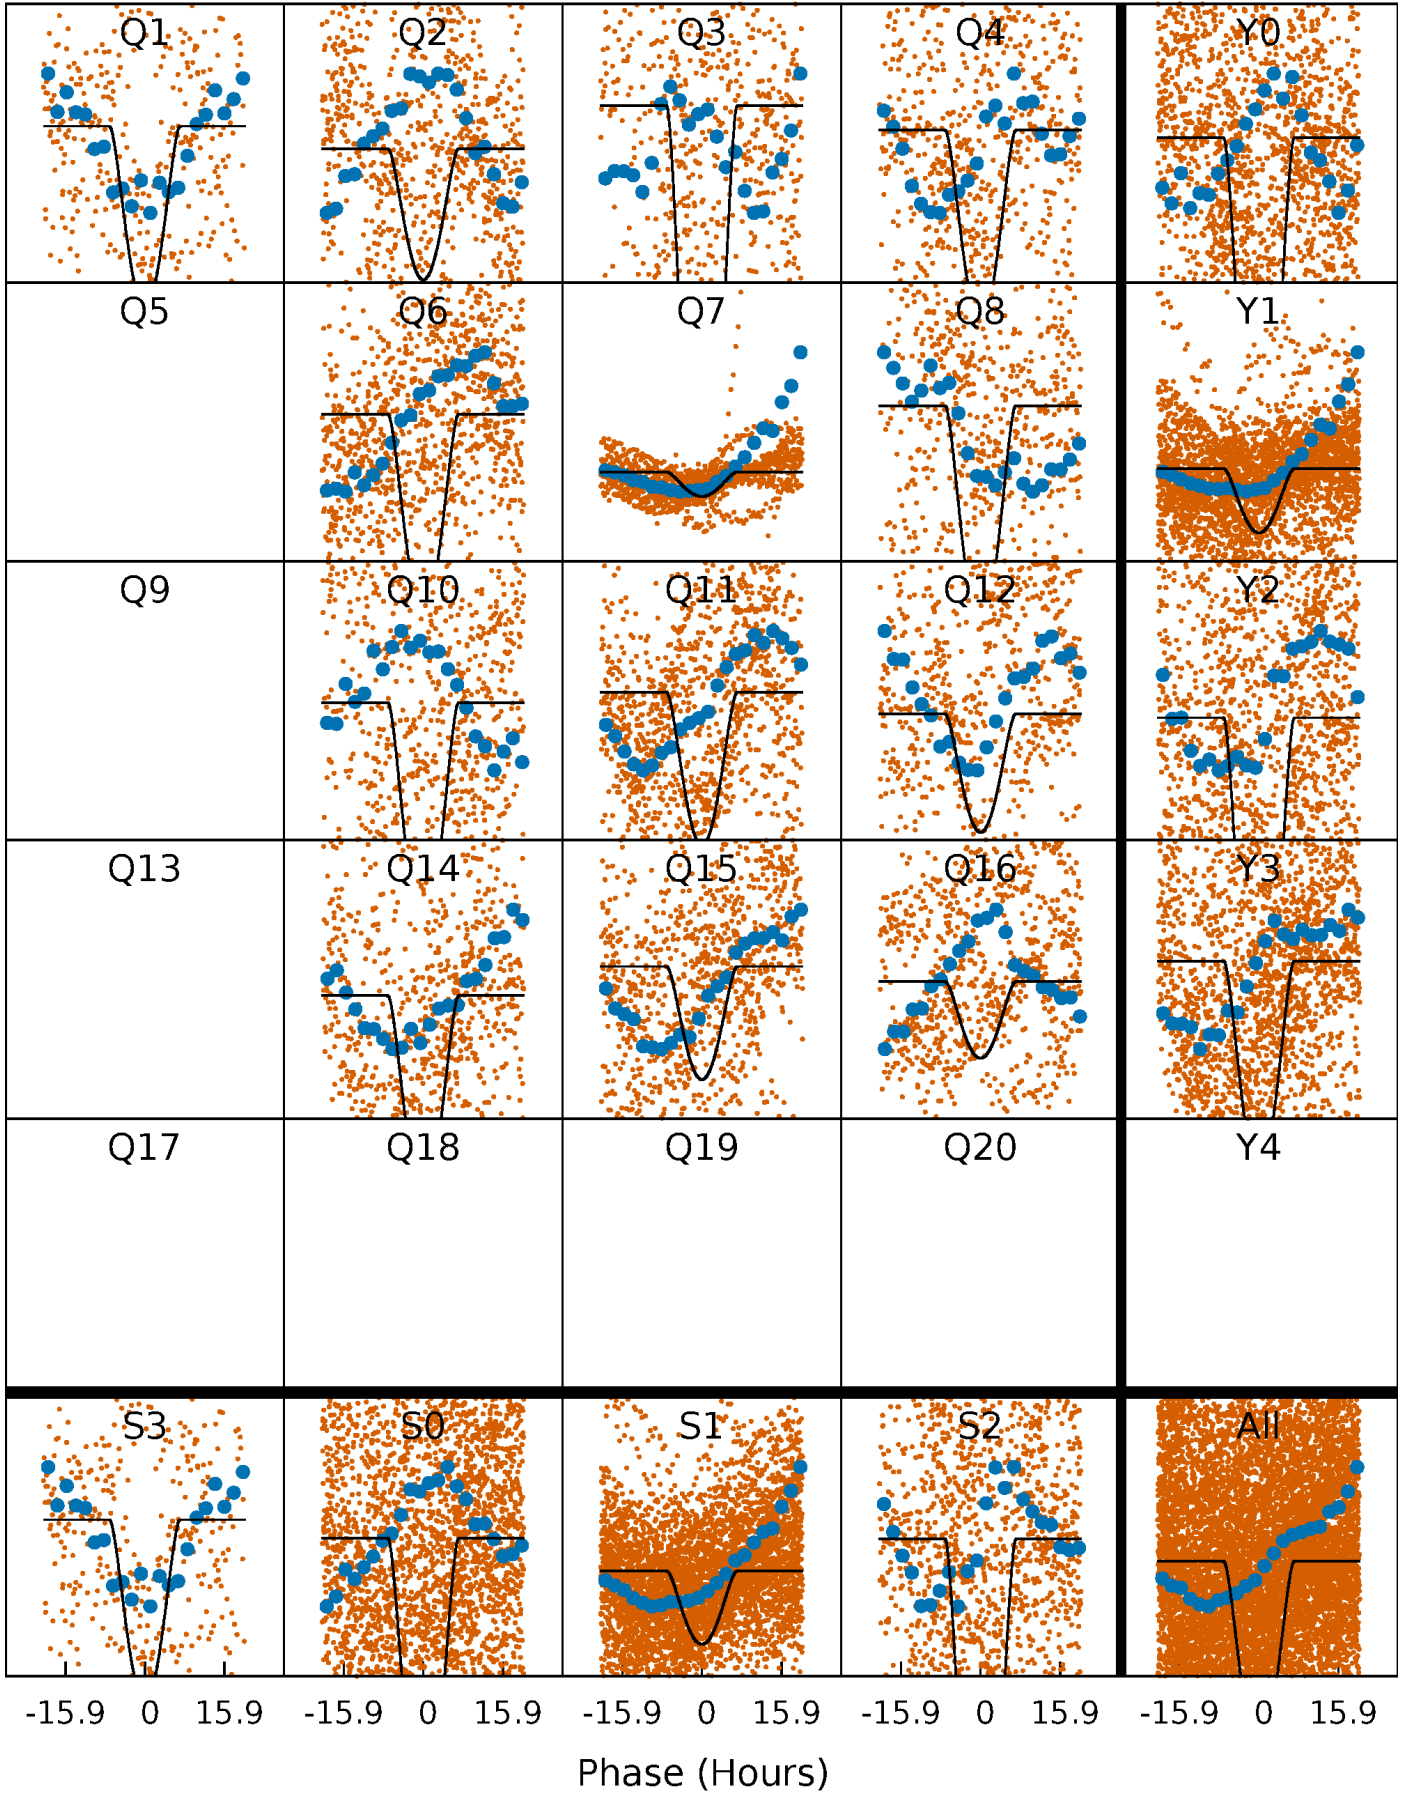 Q1 Q2 Q3 Q4 Y0
Q5 Q6 Q7 Q8 Y1
Q9 Q10 Q11 Q12 Y2
Q13 Q14 Q15 Q16 Y3
Q17 Q18 Q19 Q20 Y4
S3 S0 S1 S2 All
-15.9 0 15.9 -15.9 0 15.9 -15.9 0 15.9 -15.9 0 15.9 -15.9 0 15.9
Phase (Hours)